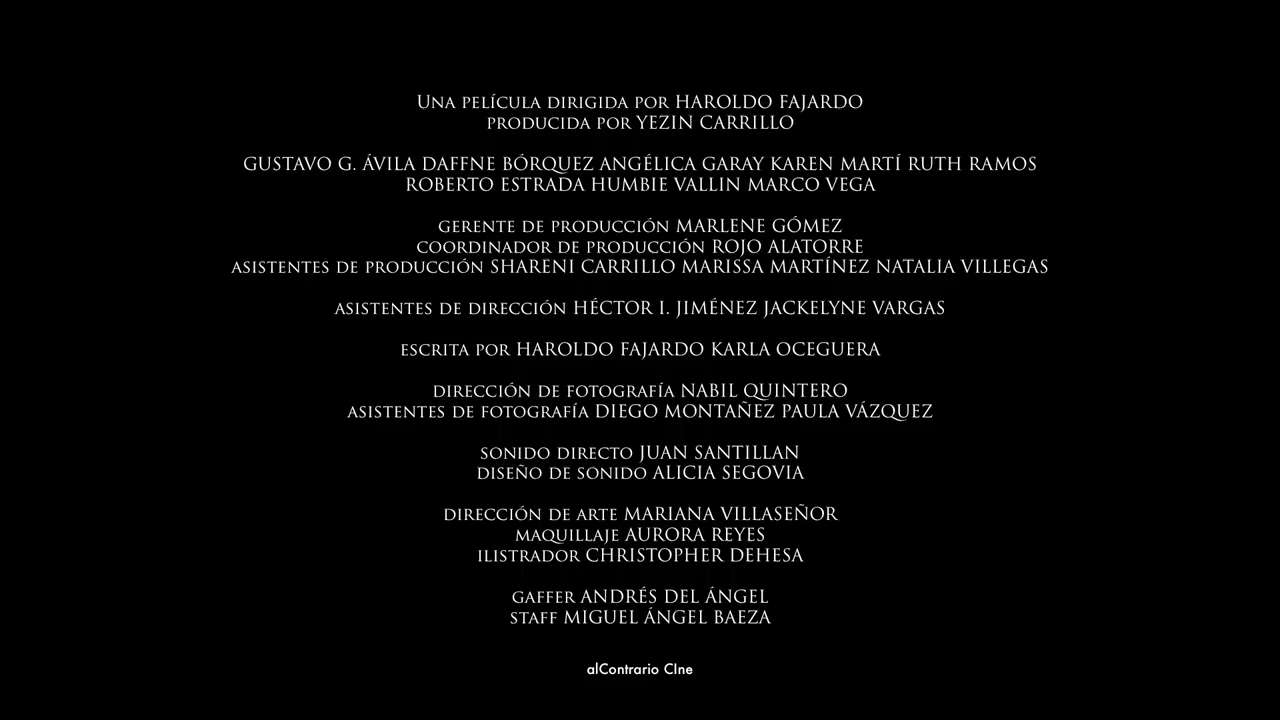 Una película dirigida por HAROLDO FAJARDO
producida por YEZIN CARRILLO
GUSTAVO G. ÁVILA DAFFNE BÓRQUEZ ANGÉLICA GARAY KAREN MARTÍ RUTH RAMOS
ROBERTO ESTRADA HUMBIE VALLIN MARCO VEGA
gerente de producción MARLENE GÓMEZ
coordinador de producción ROJO ALATORRE
asistentes de producción SHARENI CARRILLO MARISSA MARTÍNEZ NATALIA VILLEGAS
asistentes de dirección HÉCTOR I. JIMÉNEZ JACKELYNE VARGAS
escrita por HAROLDO FAJARDO KARLA OCEGUERA
dirección de fotografía NABIL QUINTERO
asistentes de fotografía DIEGO MONTAÑEZ PAULA VÁZQUEZ
sonido directo JUAN SANTILLAN
diseño de sonido ALICIA SEGOVIA
dirección de arte MARIANA VILLASEÑOR
maquillaje AURORA REYES
ilistrador CHRISTOPHER DEHESA
gaffer ANDRÉS DEL ÁNGEL
staff MIGUEL ÁNGEL BAEZA
alContrario CIne